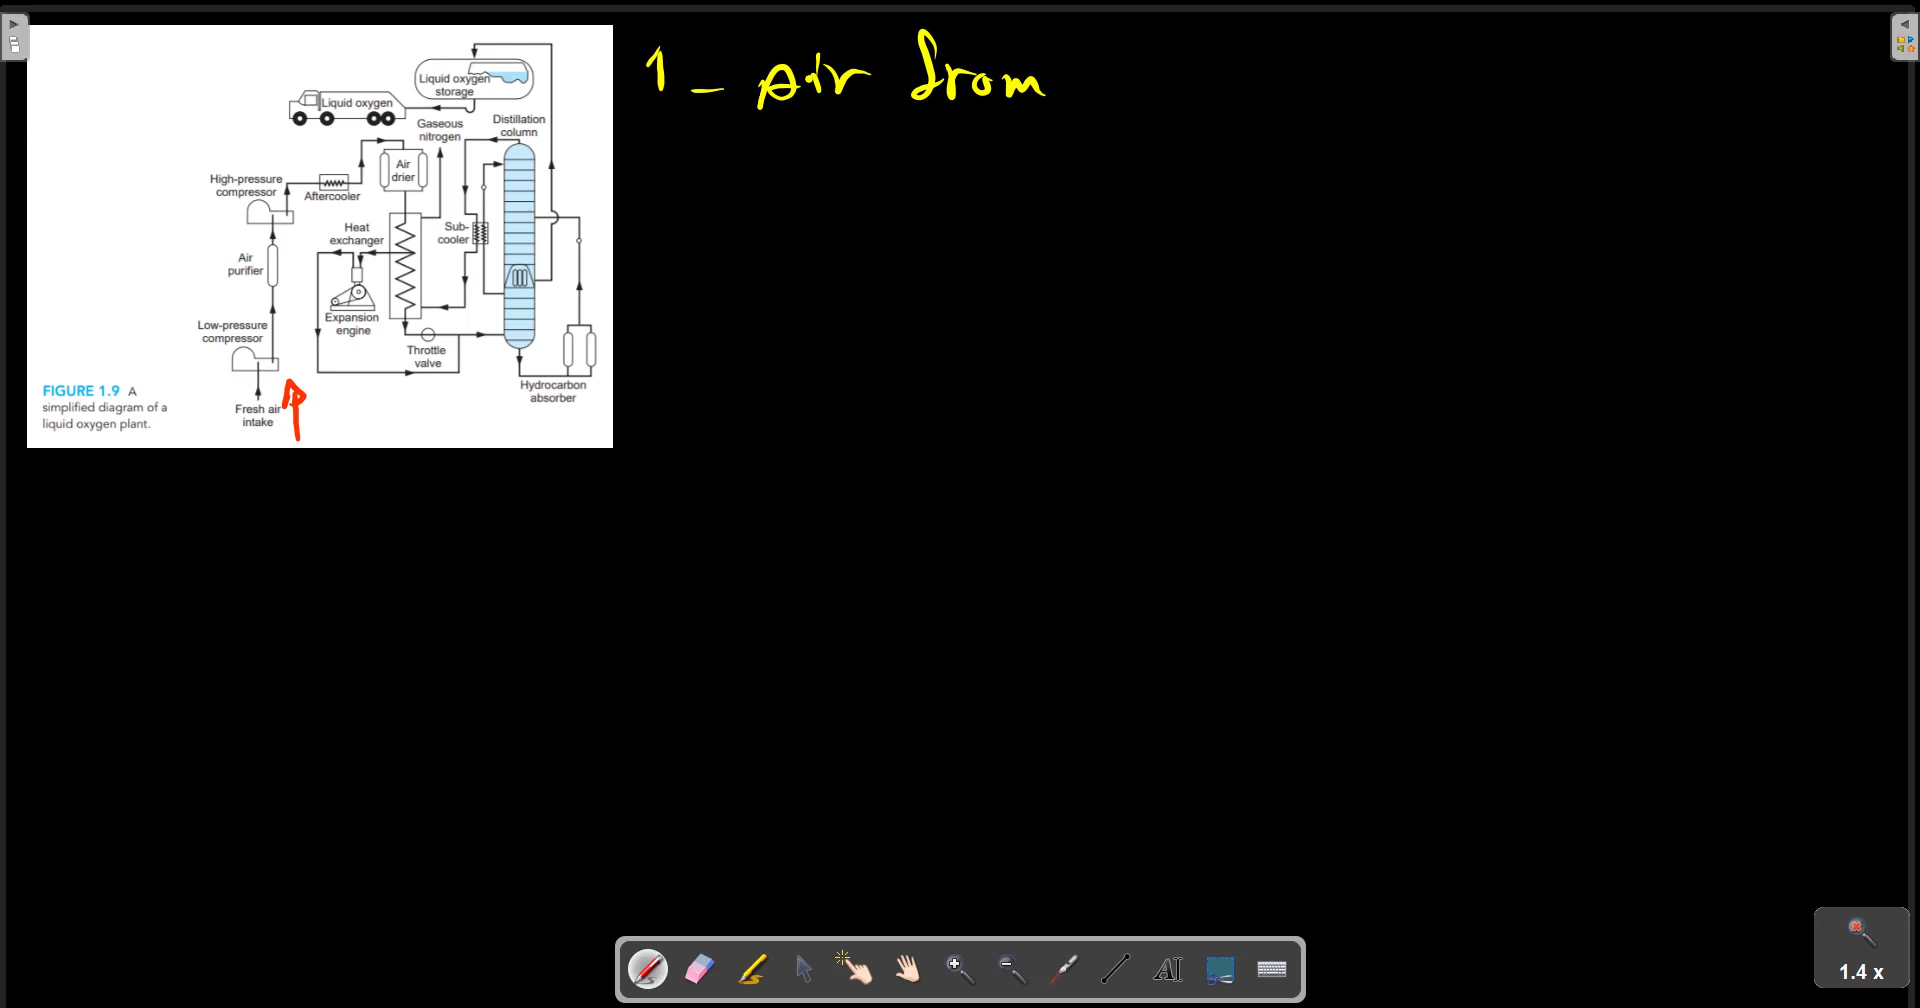 1 - Air from
Liquid oxygen
storage
Liquid oxygen
Gaseous
nitrogen
Distillation
column
Air
drier
High-pressure
compressor
Aftercooler
Heat
exchanger
Sub-
cooler
Air
purifier
Expansion
engine
Low-pressure
compressor
Throttle
valve
Hydrocarbon
absorber
Fresh air
intake
FIGURE 1.9 A
simplified diagram of a
liquid oxygen plant.
AI
1.4 x